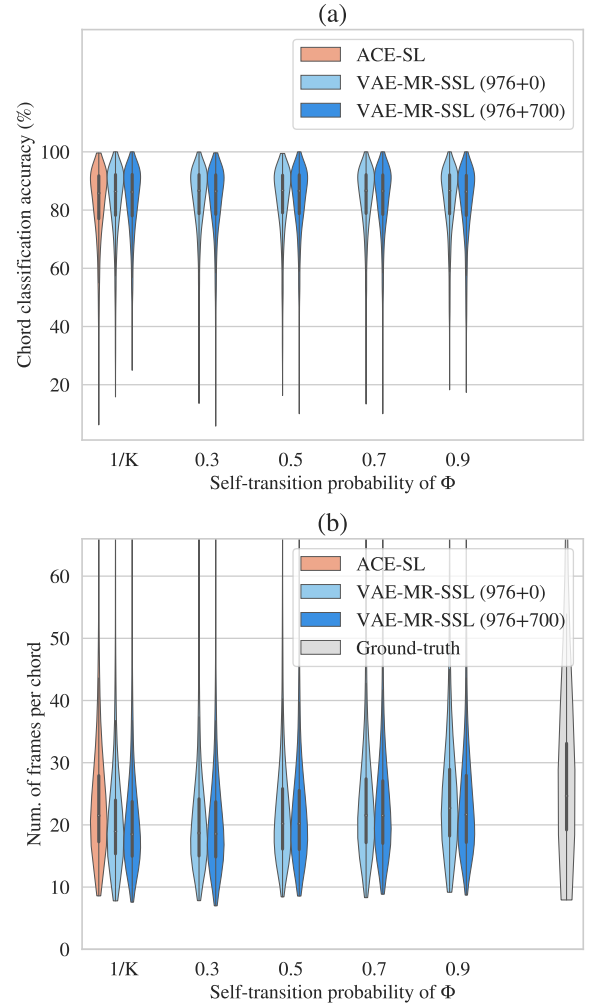 (a)
ACE-SL
VAE-MR-SSL (976+0)
VAE-MR-SSL (976+700)
Chord classification accuracy (%)
100
80
60
40
20
1/K
0.3
0.5
0.7
0.9
Self-transition probability of Φ
(b)
ACE-SL
VAE-MR-SSL (976+0)
VAE-MR-SSL (976+700)
Ground-truth
Num. of frames per chord
60
50
40
30
20
10
0
1/K
0.3
0.5
0.7
0.9
Self-transition probability of Φ